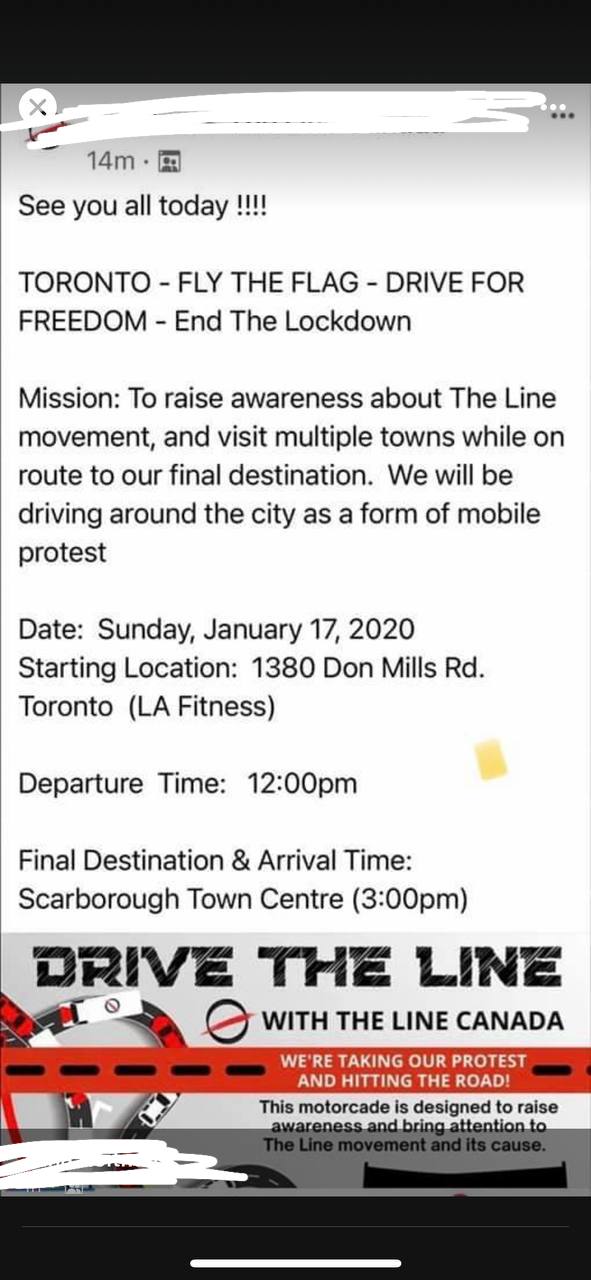 14m ·
See you all today !!!!
TORONTO - FLY THE FLAG - DRIVE FOR
FREEDOM - End The Lockdown
Mission: To raise awareness about The Line
movement, and visit multiple towns while on
route to our final destination.  We will be
driving around the city as a form of mobile
protest
Date:  Sunday, January 17, 2020
Starting Location:  1380 Don Mills Rd.
Toronto  (LA Fitness)
Departure  Time:   12:00pm
Final Destination & Arrival Time:
Scarborough Town Centre (3:00pm)
DRIVE THE LINE
WITH THE LINE CANADA
WE'RE TAKING OUR PROTEST
AND HITTING THE ROAD!
This motorcade is designed to raise
awareness and bring attention to
The Line movement and its cause.